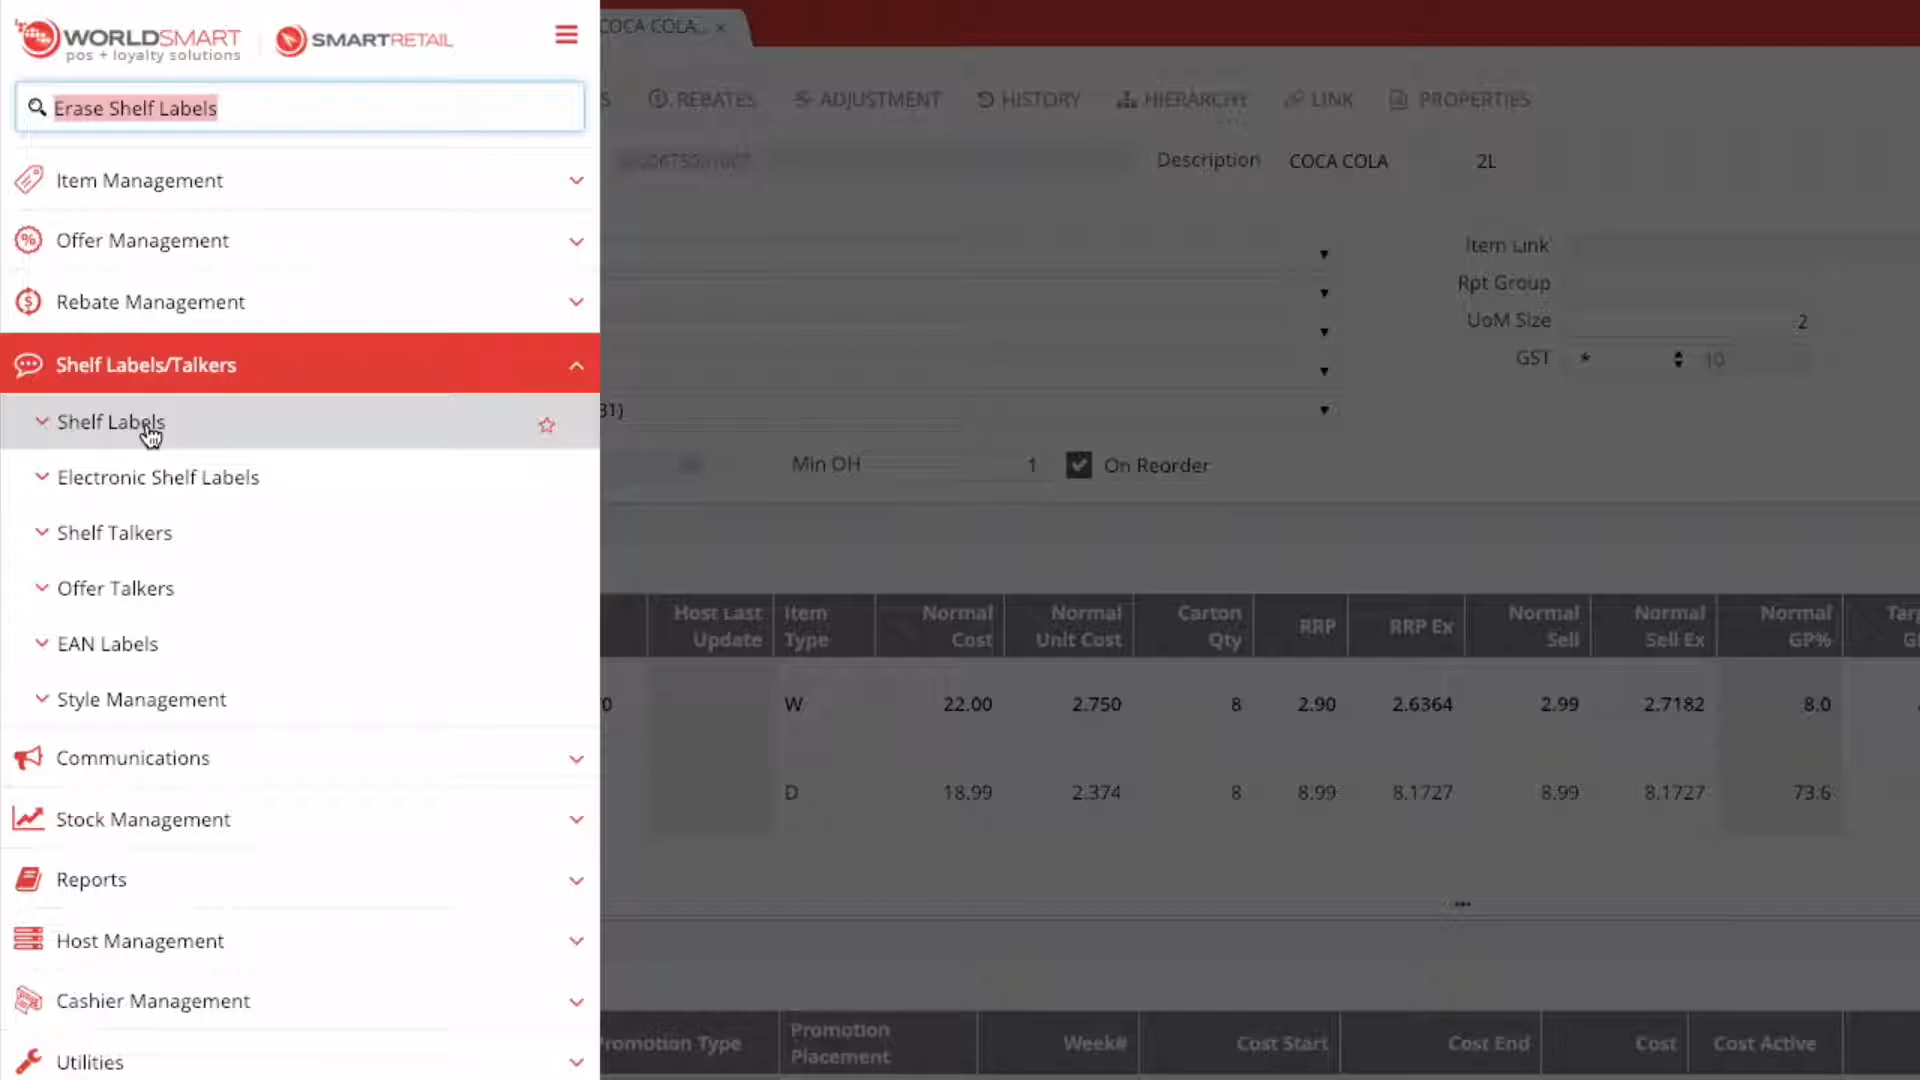 WORLDSMART
pos + loyalty solutions
SMARTRETAIL
COCA COLA...
Erase Shelf Labels
REBATES
ADJUSTMENT
HISTORY
HIERARCHY
LINK
PROPERTIES
Description COCA COLA 2L
Item Management
Offer Management
Rebate Management
Shelf Labels/Talkers
Shelf Labels
Electronic Shelf Labels
Shelf Talkers
Offer Talkers
EAN Labels
Style Management
Communications
Stock Management
Reports
Host Management
Cashier Management
Utilities
Item Link
Rpt Group
UoM Size 2
GST * 10
31)
Min OH 1 On Reorder
Host Last Update
Item Type
Normal Cost
Normal Unit Cost
Carton Qty
RRP
RRP Ex
Normal Sell
Normal Sell Ex
Normal GP%
0 W 22.00 2.750 8 2.90 2.6364 2.99 2.7182 8.0
D 18.99 2.374 8 8.99 8.1727 8.99 8.1727 73.6
Promotion Type
Promotion Placement
Week#
Cost Start
Cost End
Cost
Cost Active